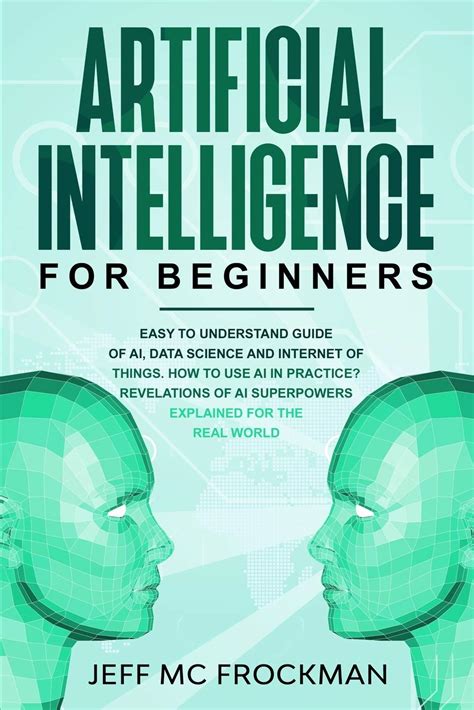 ARTIFICIAL
INTELLIGENCE
FOR BEGINNERS
EASY TO UNDERSTAND GUIDE
OF AI, DATA SCIENCE AND INTERNET OF
THINGS. HOW TO USE AI IN PRACTICE?
REVELATIONS OF AI SUPERPOWERS
EXPLAINED FOR THE
REAL WORLD
JEFF MC FROCKMAN